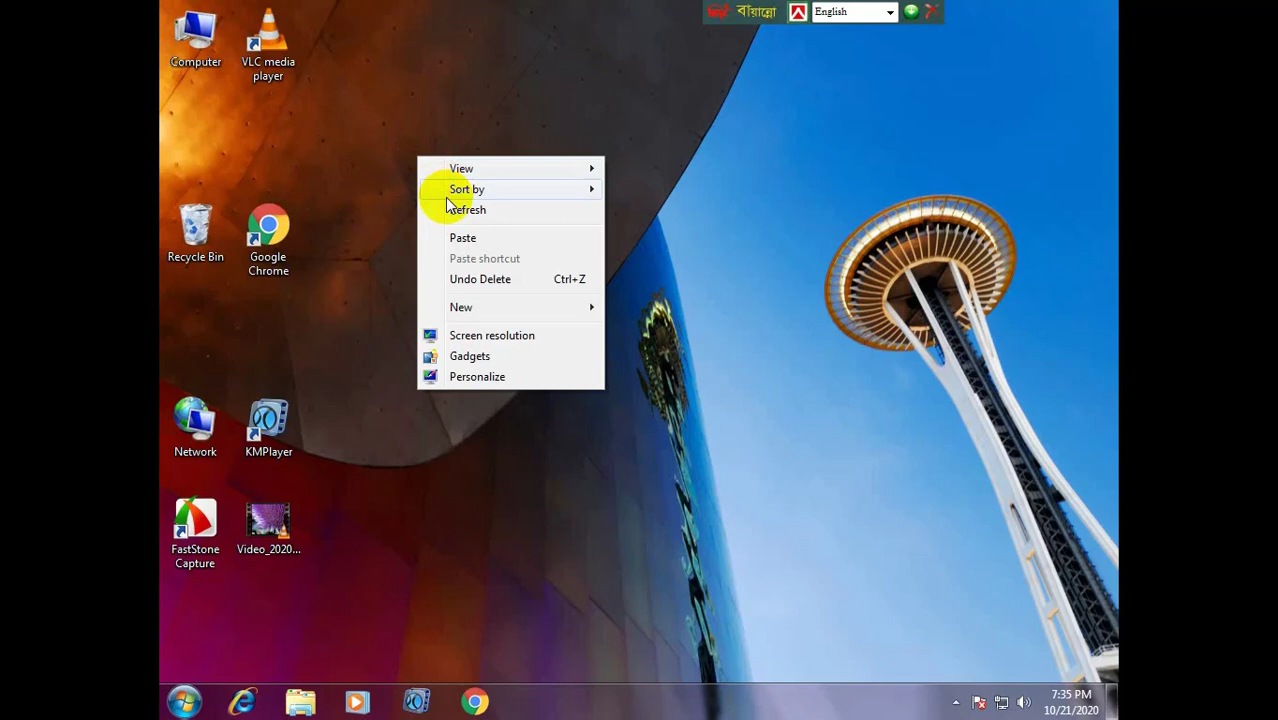 বায়ান্নো
English
Computer
VLC media
player
Recycle Bin
Google
Chrome
Network
KMPlayer
FastStone
Capture
Video_2020...
View
Sort by
Refresh
Paste
Paste shortcut
Undo Delete Ctrl+Z
New
Screen resolution
Gadgets
Personalize
7:35 PM
10/21/2020